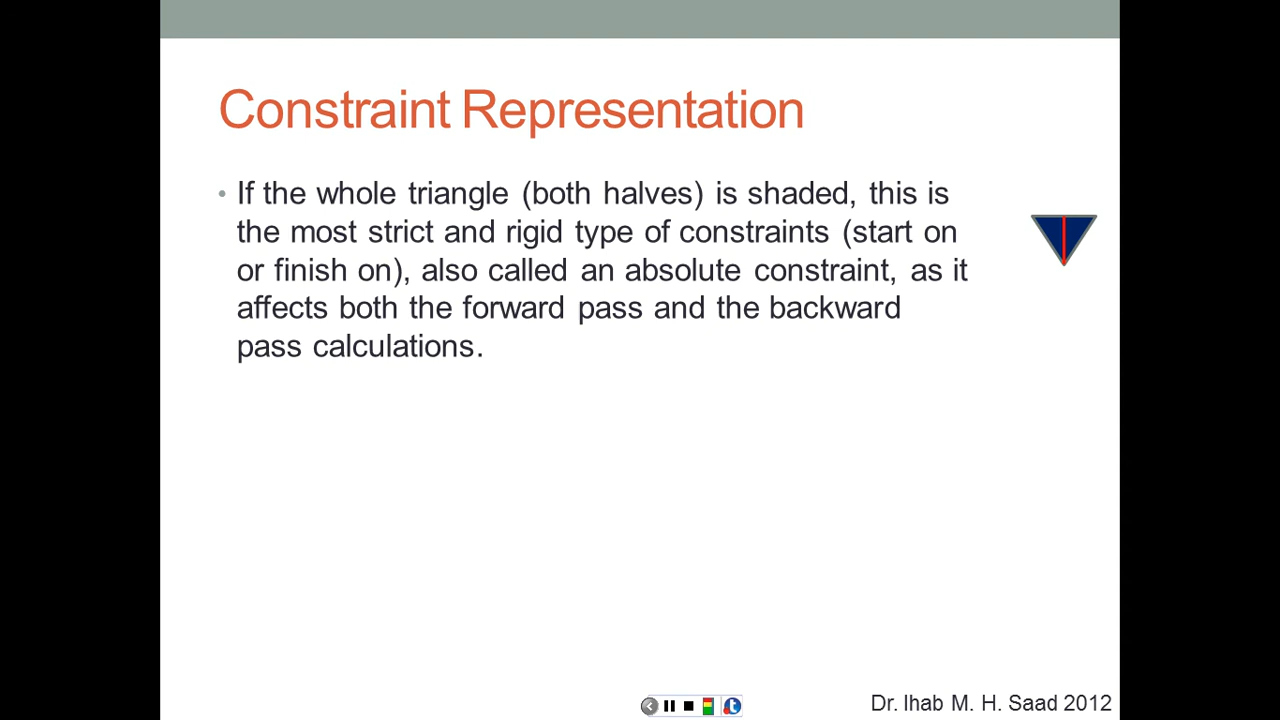 Constraint Representation
• If the whole triangle (both halves) is shaded, this is
the most strict and rigid type of constraints (start on
or finish on), also called an absolute constraint, as it
affects both the forward pass and the backward
pass calculations.
Dr. Ihab M. H. Saad 2012